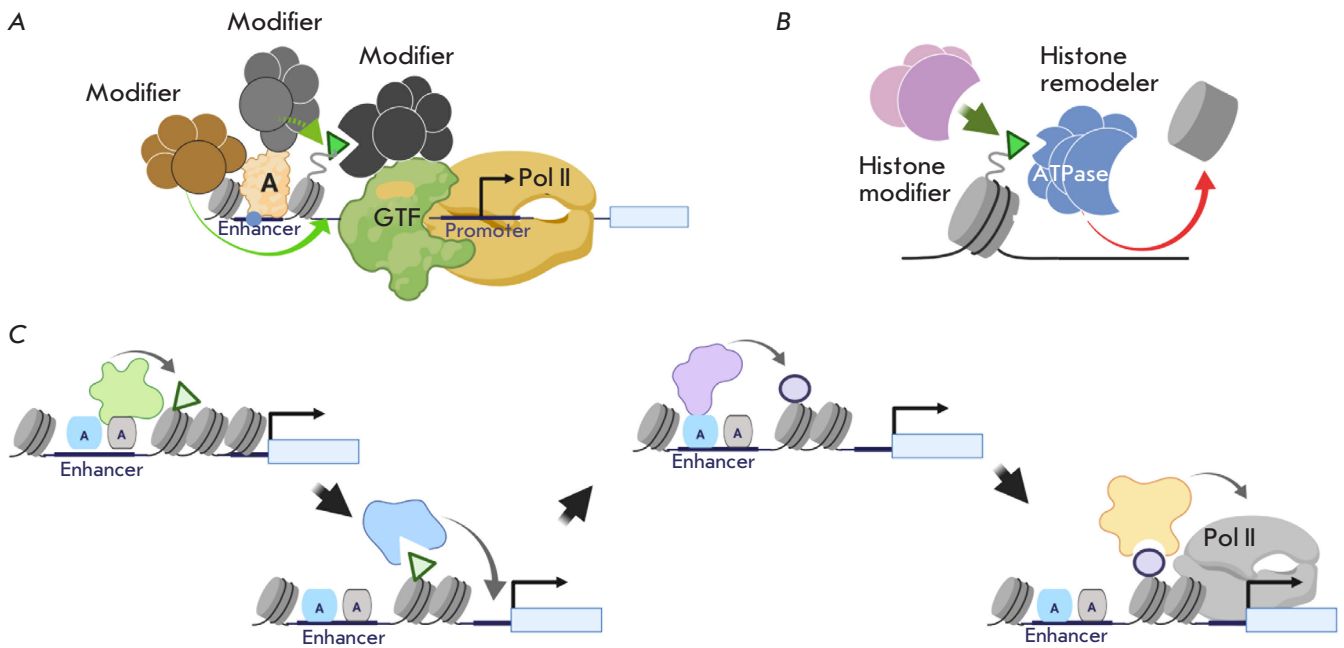 A
Modifier
Modifier
Modifier
A
Enhancer
GTF
Pol II
Promoter
B
Histone
remodeler
Histone
modifier
ATPase
C
A A
Enhancer
A A
Enhancer
A A
Enhancer
Pol II
A A
Enhancer